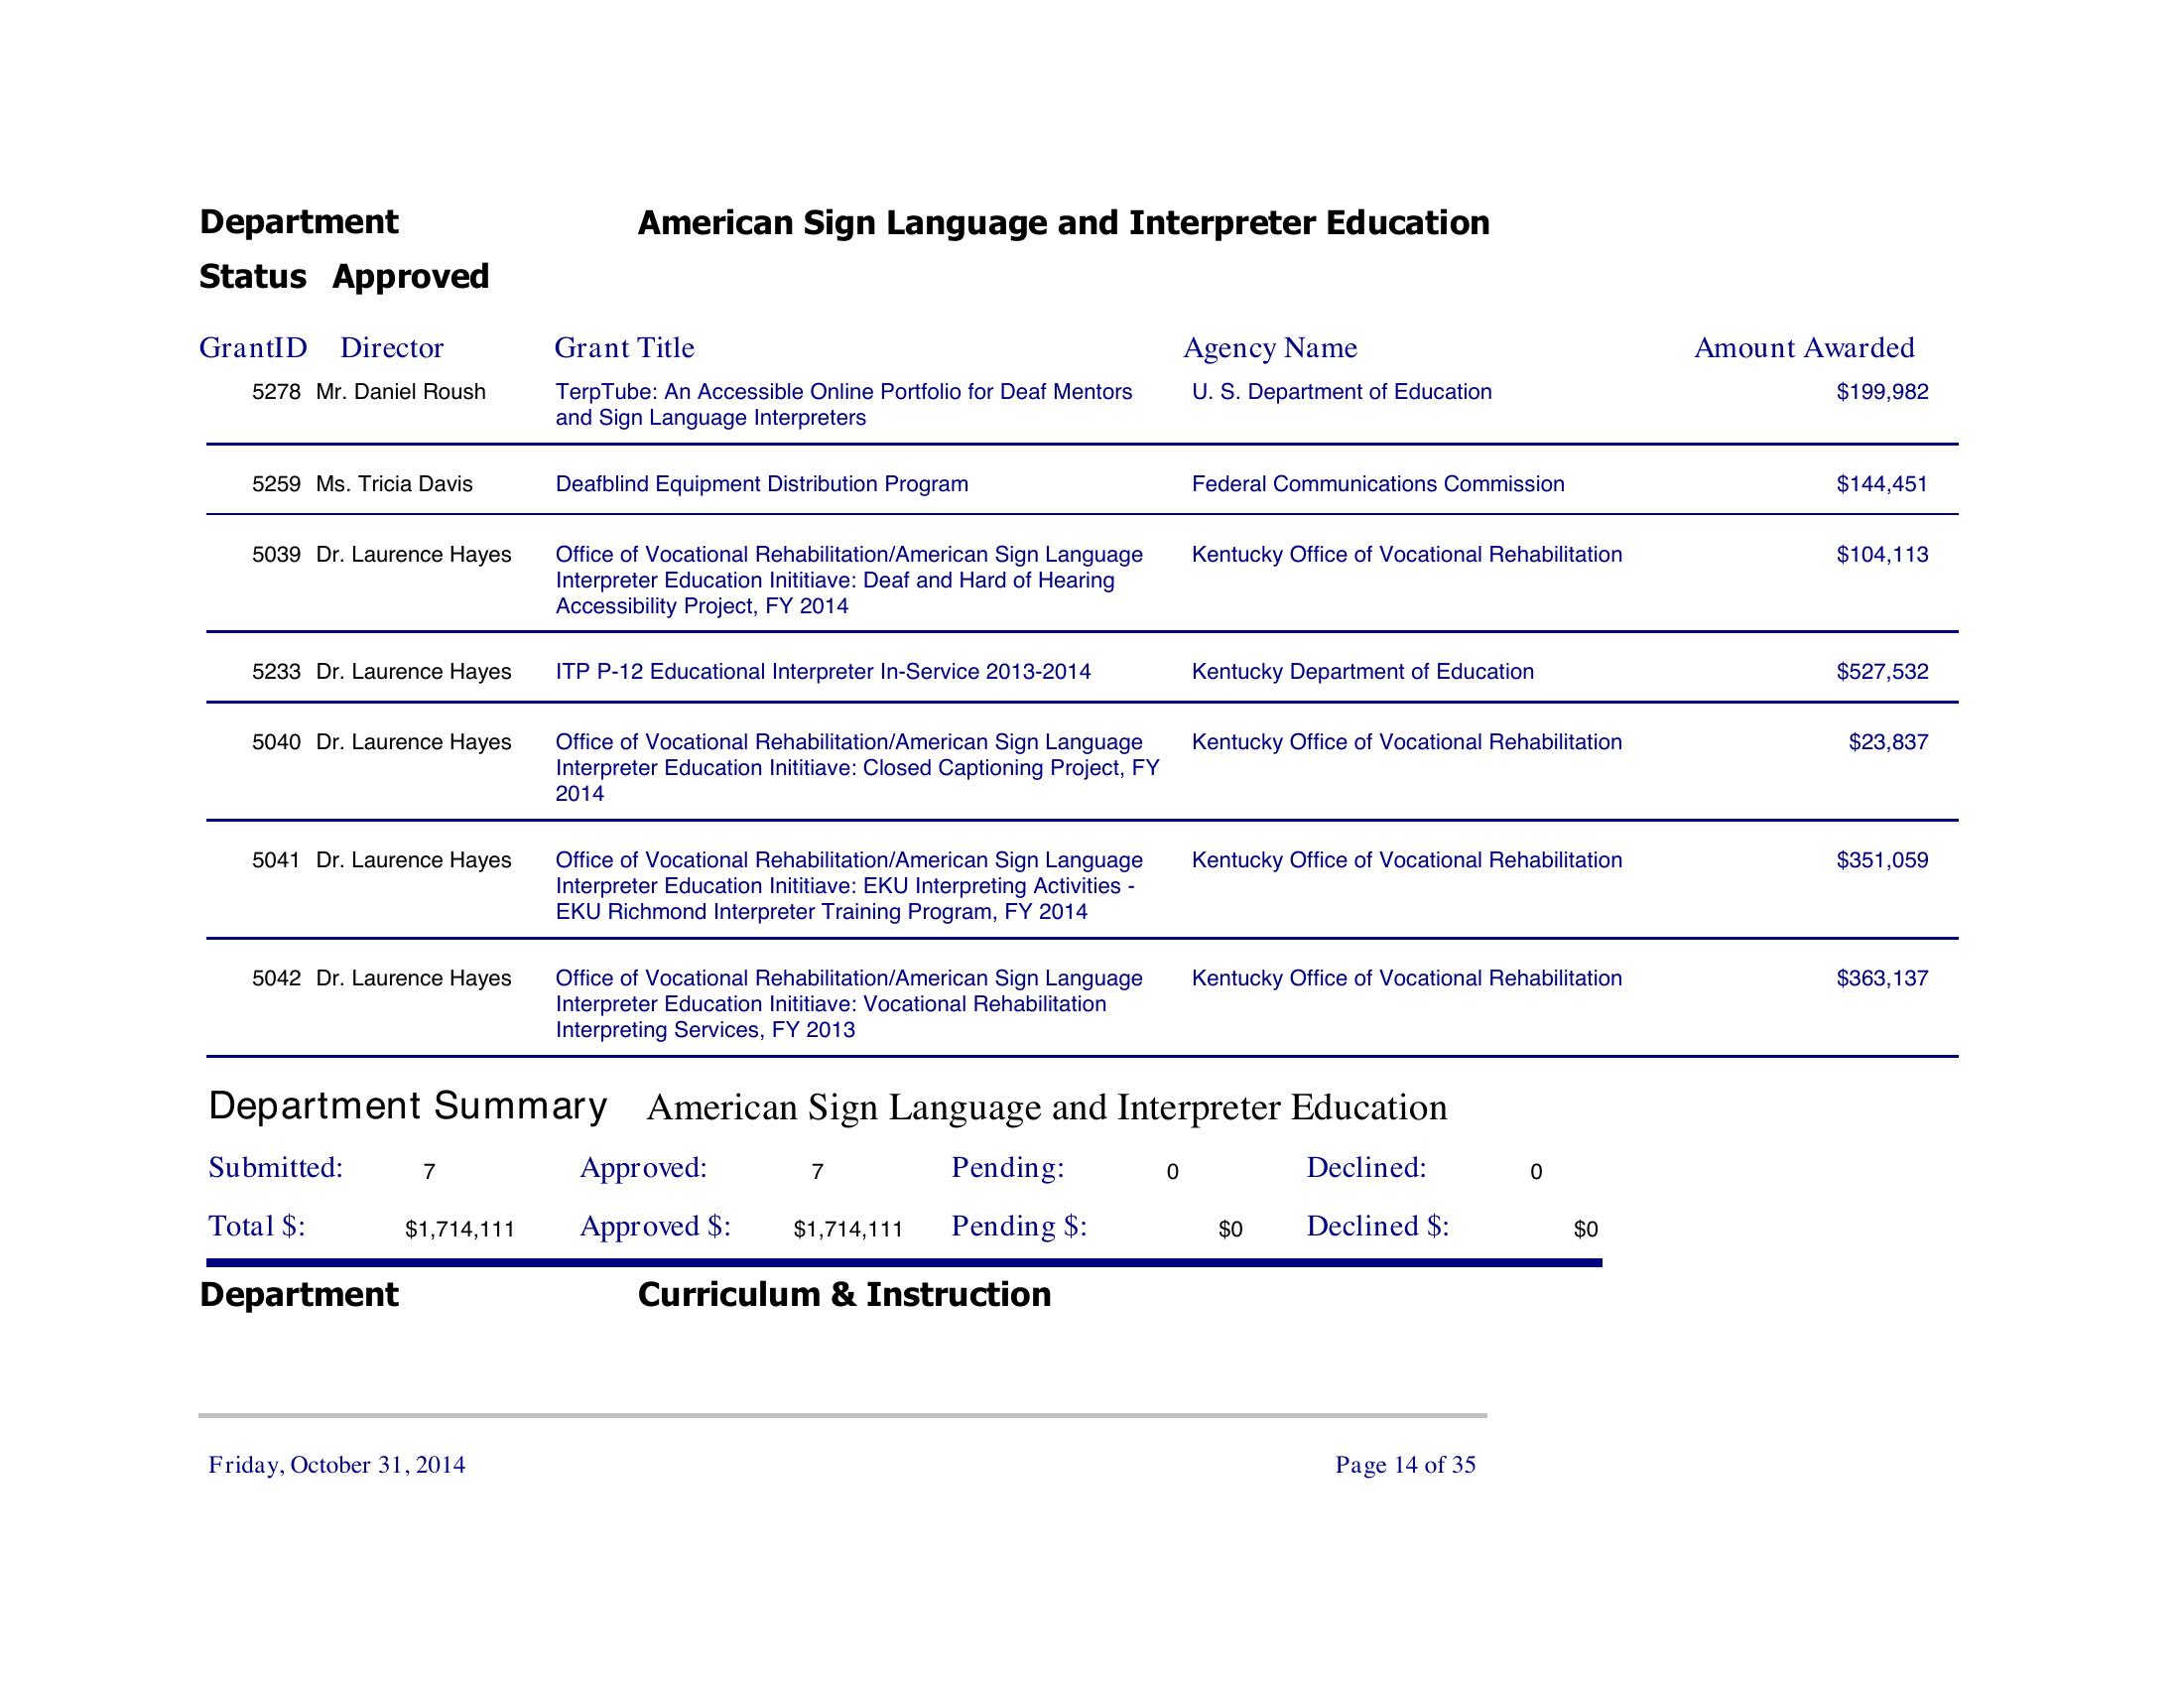 Department American Sign Language and Interpreter Education
Status Approved
GrantID Director Grant Title Agency Name Amount Awarded
5278 Mr. Daniel Roush TerpTube: An Accessible Online Portfolio for Deaf Mentors U. S. Department of Education $199,982
and Sign Language Interpreters
5259 Ms. Tricia Davis Deafblind Equipment Distribution Program Federal Communications Commission $144,451
5039 Dr. Laurence Hayes Office of Vocational Rehabilitation/American Sign Language Kentucky Office of Vocational Rehabilitation $104,113
Interpreter Education Inititiave: Deaf and Hard of Hearing
Accessibility Project, FY 2014
5233 Dr. Laurence Hayes ITP P-12 Educational Interpreter In-Service 2013-2014 Kentucky Department of Education $527,532
5040 Dr. Laurence Hayes Office of Vocational Rehabilitation/American Sign Language Kentucky Office of Vocational Rehabilitation $23,837
Interpreter Education Inititiave: Closed Captioning Project, FY
2014
5041 Dr. Laurence Hayes Office of Vocational Rehabilitation/American Sign Language Kentucky Office of Vocational Rehabilitation $351,059
Interpreter Education Inititiave: EKU Interpreting Activities -
EKU Richmond Interpreter Training Program, FY 2014
5042 Dr. Laurence Hayes Office of Vocational Rehabilitation/American Sign Language Kentucky Office of Vocational Rehabilitation $363,137
Interpreter Education Inititiave: Vocational Rehabilitation
Interpreting Services, FY 2013
Department Summary American Sign Language and Interpreter Education
Submitted: 7 Approved: 7 Pending: 0 Declined: 0
Total $: $1,714,111 Approved $: $1,714,111 Pending $: $0 Declined $: $0
Department Curriculum & Instruction
Friday, October 31, 2014 Page 14 of 35